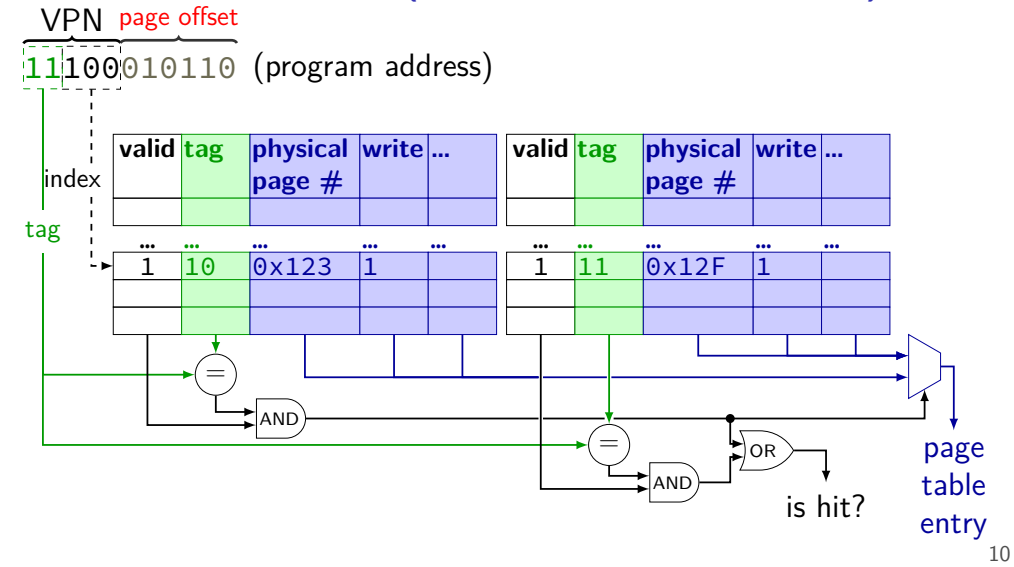 VPN page offset
11100010110 (program address)
valid tag physical page # write ... valid tag physical page # write ...
index
tag
... ... ... ... ... ... ... ... ... ...
1 10 0x123 1 1 11 0x12F 1
=
AND
=
OR
AND
is hit?
page
table
entry
10